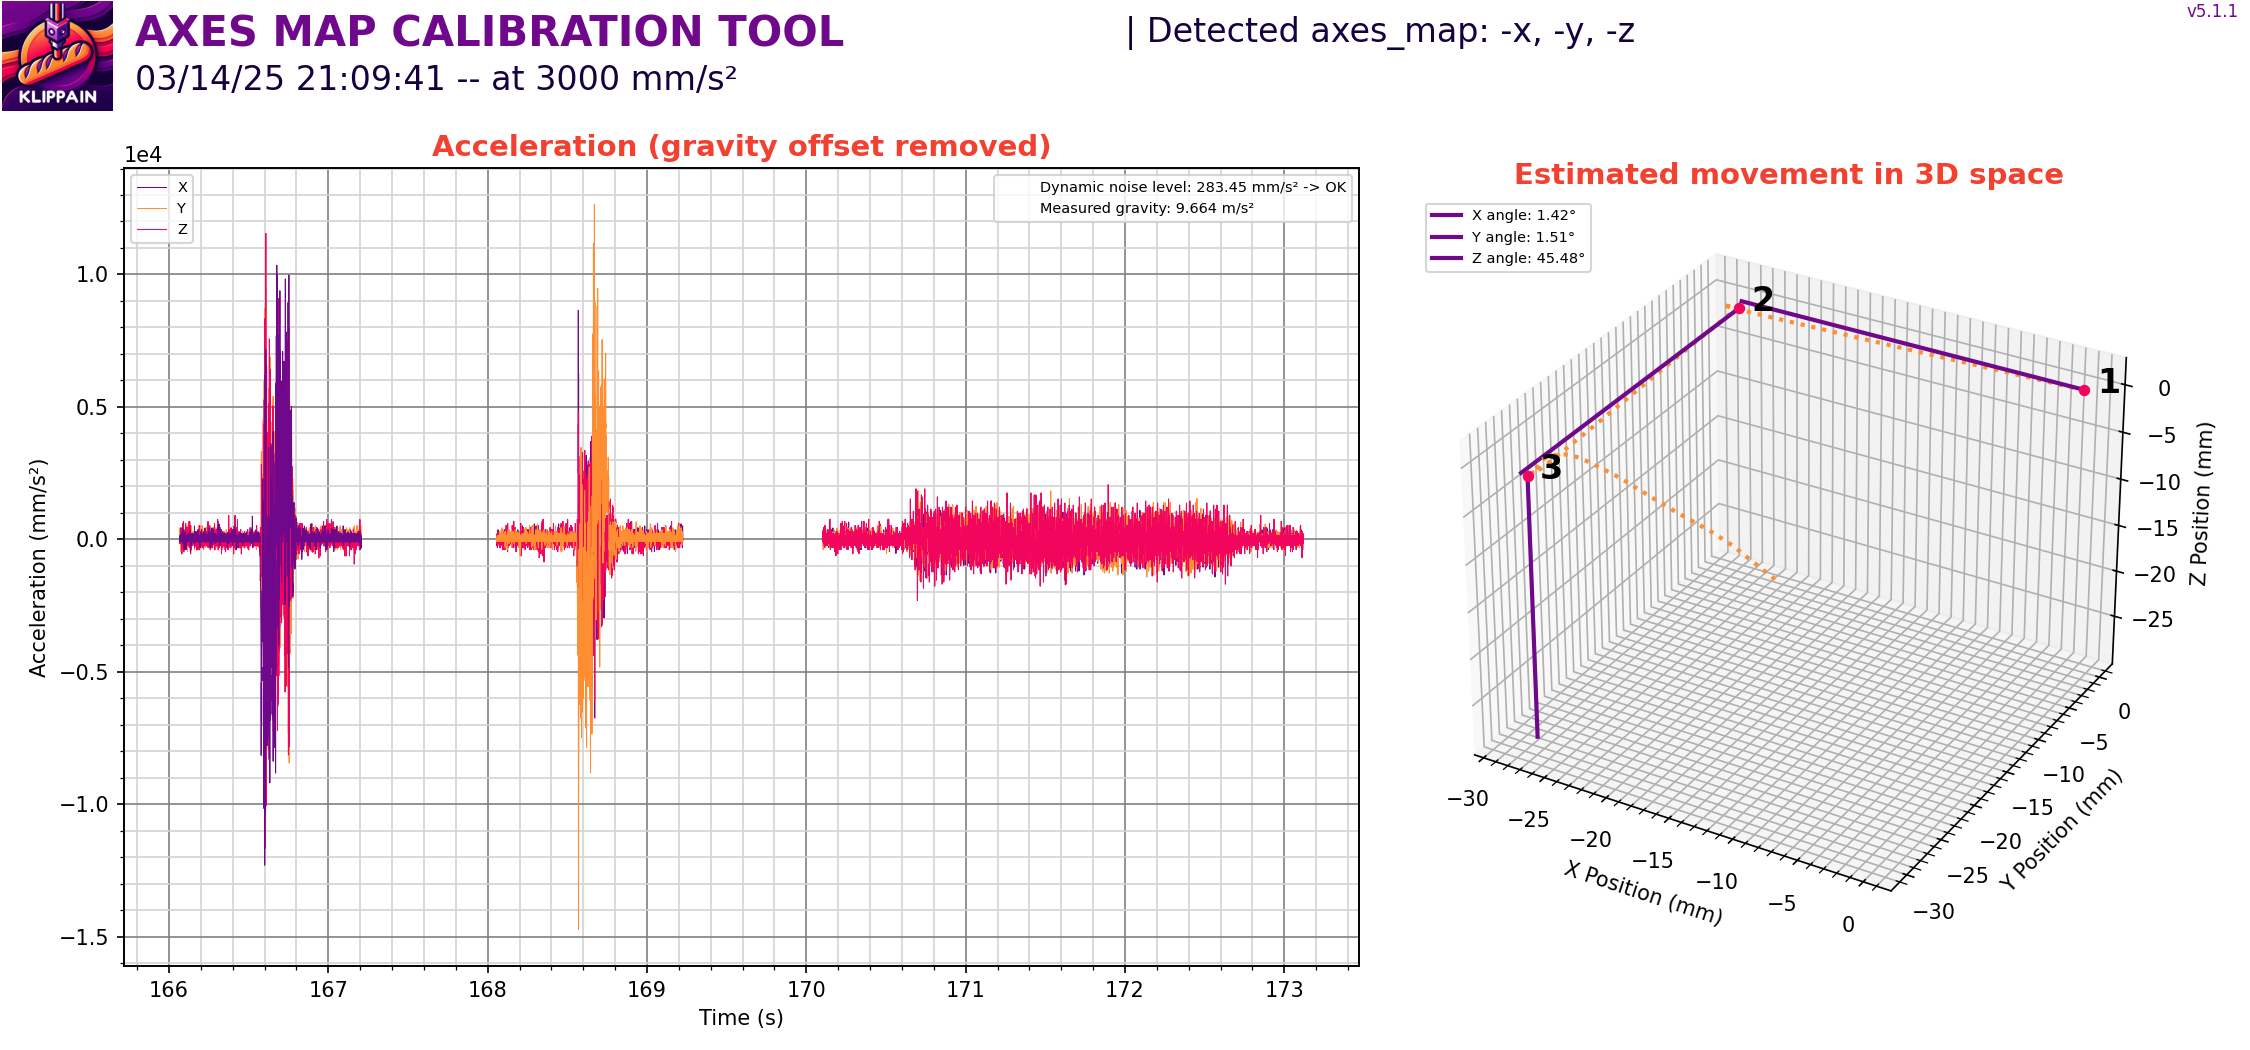 KLIPPAIN
AXES MAP CALIBRATION TOOL
03/14/25 21:09:41 -- at 3000 mm/s²
| Detected axes_map: -x, -y, -z
v5.1.1
Acceleration (gravity offset removed)
1e4
X
Y
Z
Dynamic noise level: 283.45 mm/s² -> OK
Measured gravity: 9.664 m/s²
Acceleration (mm/s²)
1.0
0.5
0.0
−0.5
−1.0
−1.5
166
167
168
169
170
171
172
173
Time (s)
Estimated movement in 3D space
X angle: 1.42°
Y angle: 1.51°
Z angle: 45.48°
2
1
3
0
−5
−10
−15
−20
−25
Z Position (mm)
0
−5
−10
−15
−20
−25
−30
Y Position (mm)
−30
−25
−20
−15
−10
−5
0
X Position (mm)